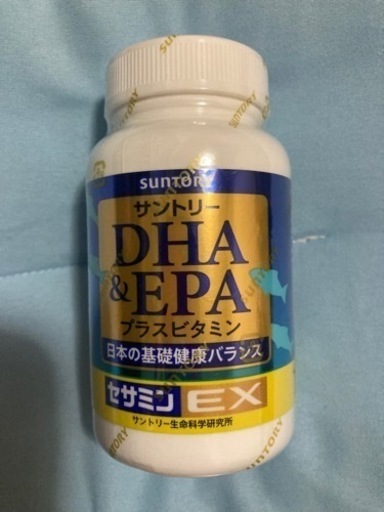 SUNTORY
サントリー
DHA
&EPA
プラスビタミン
日本の基礎健康バランス
セサミンEX
サントリー生命科学研究所